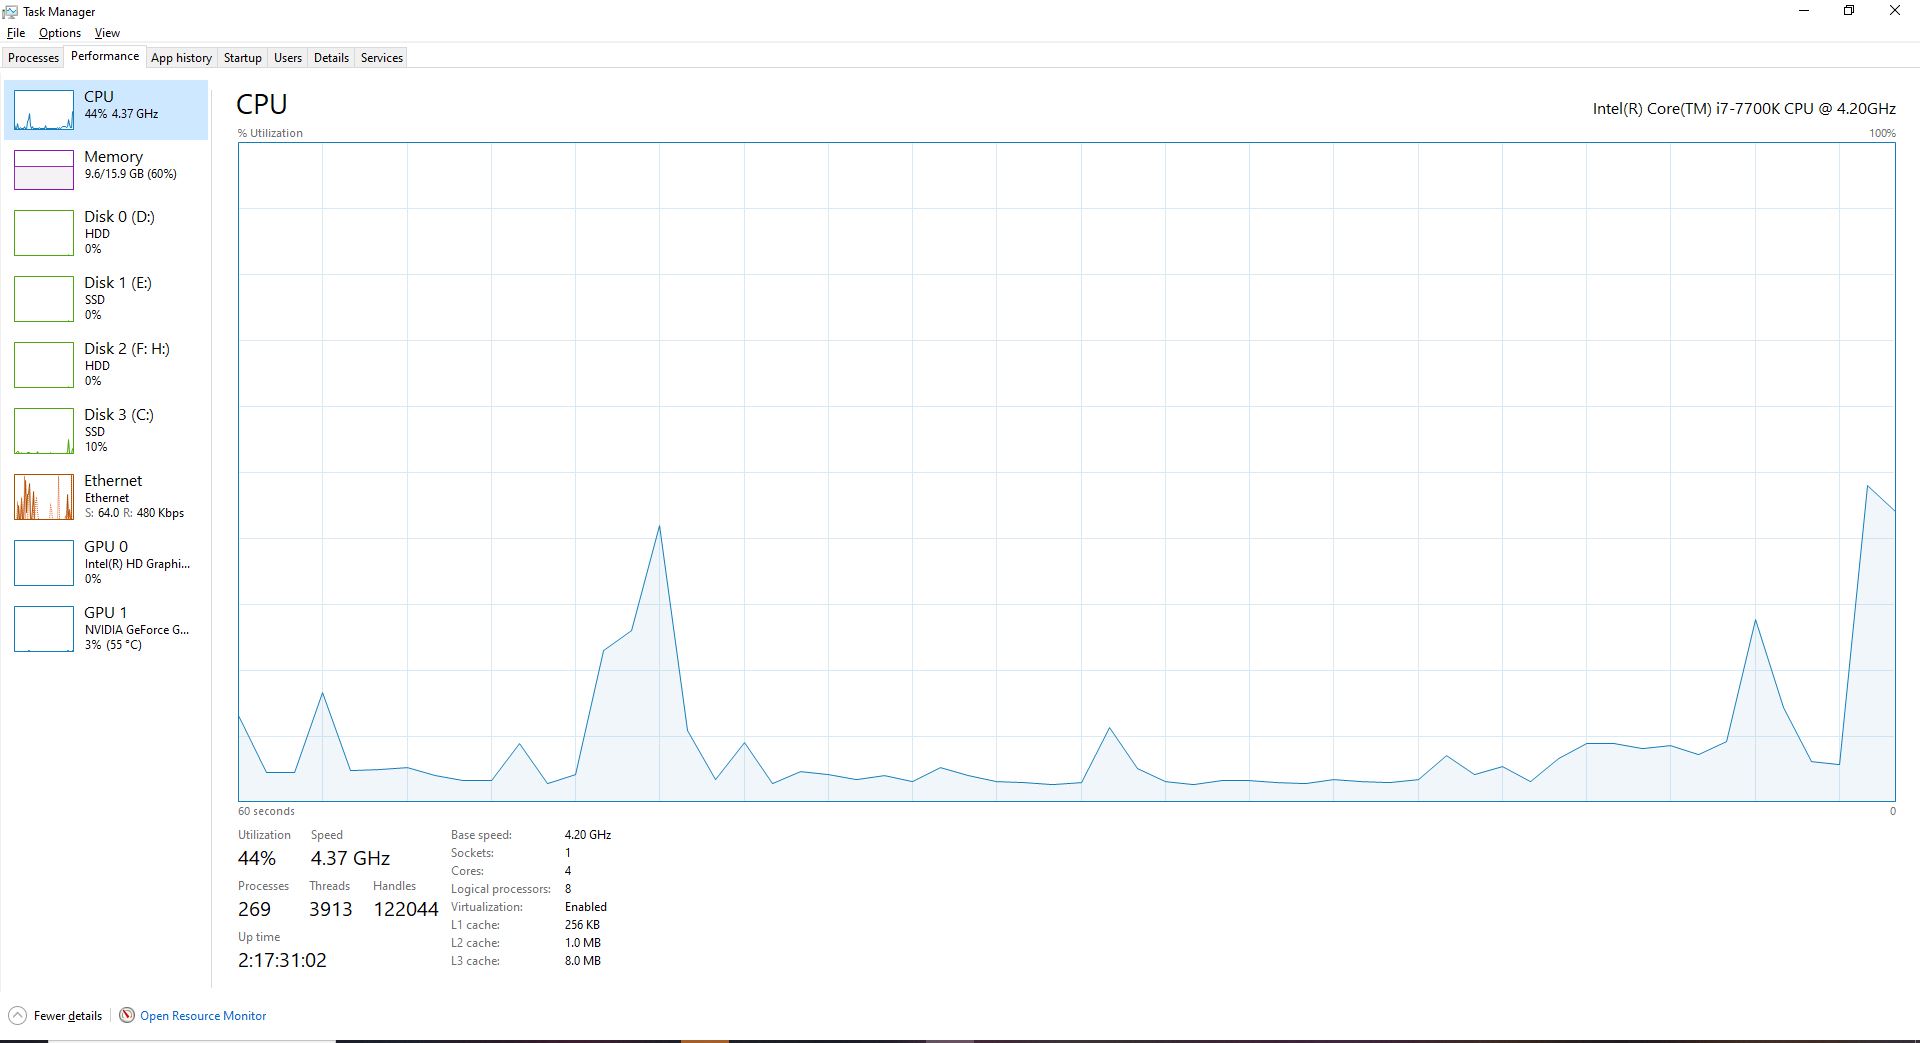 Task Manager
File Options View
Processes Performance App history Startup Users Details Services
CPU
44% 4.37 GHz
Memory
9.6/15.9 GB (60%)
Disk 0 (D:)
HDD
0%
Disk 1 (E:)
SSD
0%
Disk 2 (F: H:)
HDD
0%
Disk 3 (C:)
SSD
10%
Ethernet
Ethernet
S: 64.0 R: 480 Kbps
GPU 0
Intel(R) HD Graphi...
0%
GPU 1
NVIDIA GeForce G...
3% (55 °C)
CPU Intel(R) Core(TM) i7-7700K CPU @ 4.20GHz
% Utilization 100%
60 seconds 0
Utilization Speed
44% 4.37 GHz
Processes Threads Handles
269 3913 122044
Up time
2:17:31:02
Base speed: 4.20 GHz
Sockets: 1
Cores: 4
Logical processors: 8
Virtualization: Enabled
L1 cache: 256 KB
L2 cache: 1.0 MB
L3 cache: 8.0 MB
Fewer details Open Resource Monitor